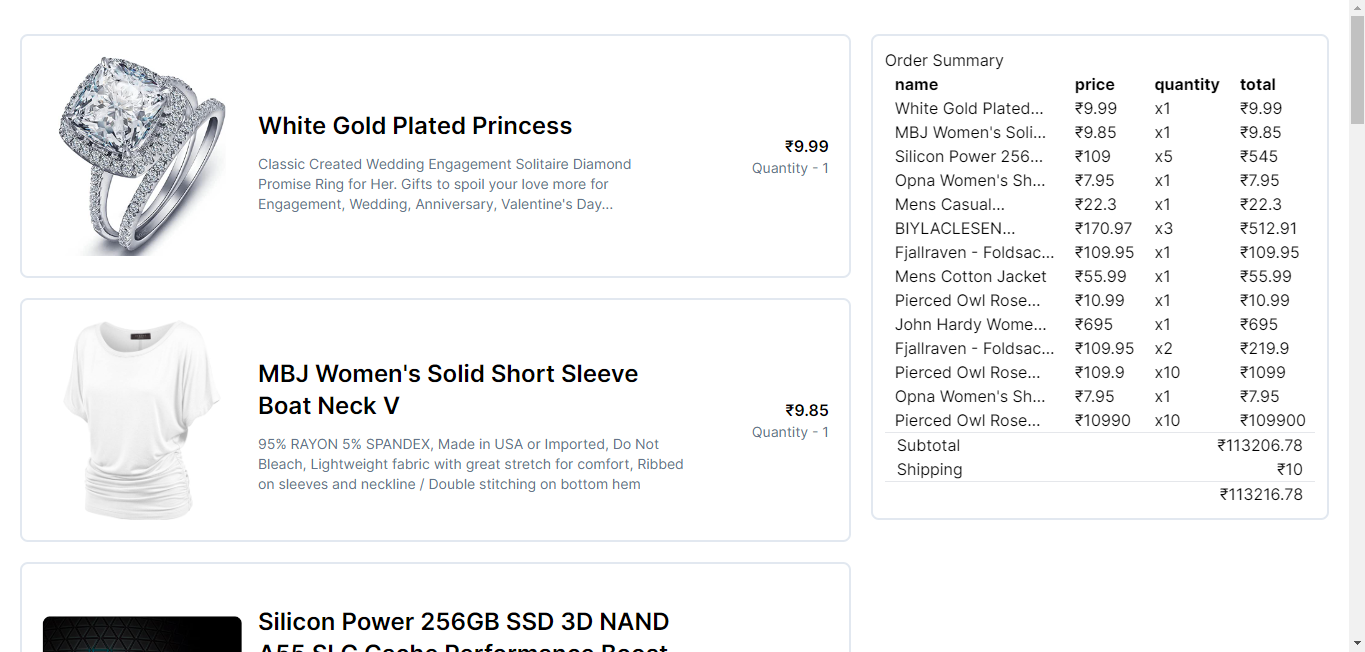 White Gold Plated Princess
Classic Created Wedding Engagement Solitaire Diamond
Promise Ring for Her. Gifts to spoil your love more for
Engagement, Wedding, Anniversary, Valentine's Day...
₹9.99
Quantity - 1
MBJ Women's Solid Short Sleeve
Boat Neck V
95% RAYON 5% SPANDEX, Made in USA or Imported, Do Not
Bleach, Lightweight fabric with great stretch for comfort, Ribbed
on sleeves and neckline / Double stitching on bottom hem
₹9.85
Quantity - 1
Silicon Power 256GB SSD 3D NAND
A55 SLC Cache Performance Boost
Order Summary
name price quantity total
White Gold Plated... ₹9.99 x1 ₹9.99
MBJ Women's Soli... ₹9.85 x1 ₹9.85
Silicon Power 256... ₹109 x5 ₹545
Opna Women's Sh... ₹7.95 x1 ₹7.95
Mens Casual... ₹22.3 x1 ₹22.3
BIYLACLESEN... ₹170.97 x3 ₹512.91
Fjallraven - Foldsac... ₹109.95 x1 ₹109.95
Mens Cotton Jacket ₹55.99 x1 ₹55.99
Pierced Owl Rose... ₹10.99 x1 ₹10.99
John Hardy Wome... ₹695 x1 ₹695
Fjallraven - Foldsac... ₹109.95 x2 ₹219.9
Pierced Owl Rose... ₹109.9 x10 ₹1099
Opna Women's Sh... ₹7.95 x1 ₹7.95
Pierced Owl Rose... ₹10990 x10 ₹109900
Subtotal ₹113206.78
Shipping ₹10
₹113216.78